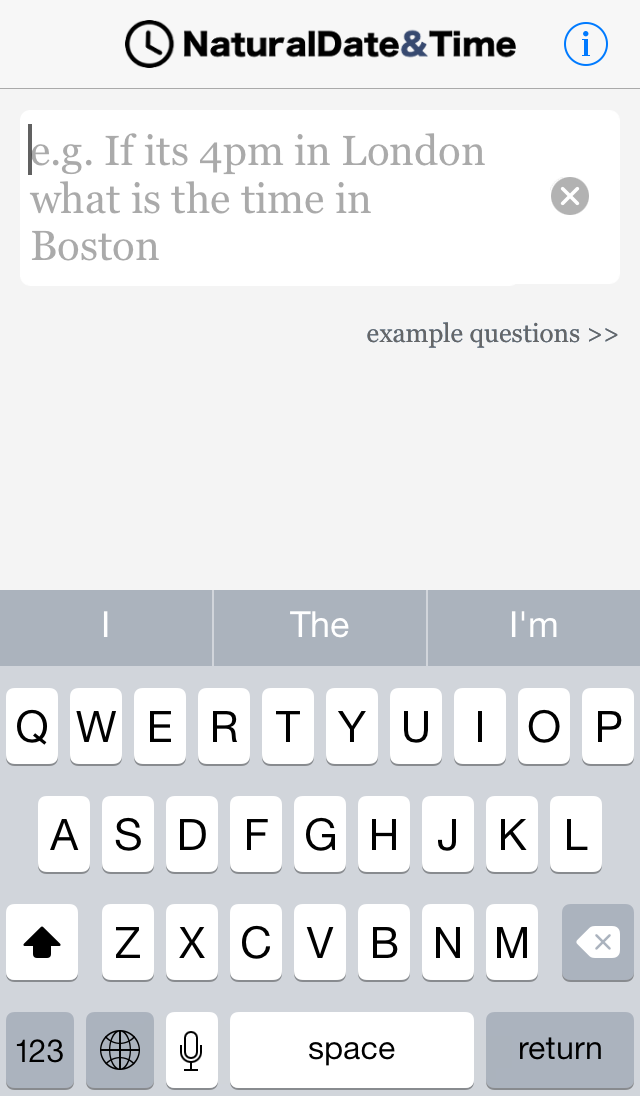 NaturalDate&Time
e.g. If its 4pm in London
what is the time in
Boston
example questions >>
I The I'm
Q W E R T Y U I O P
A S D F G H J K L
Z X C V B N M
123 space return